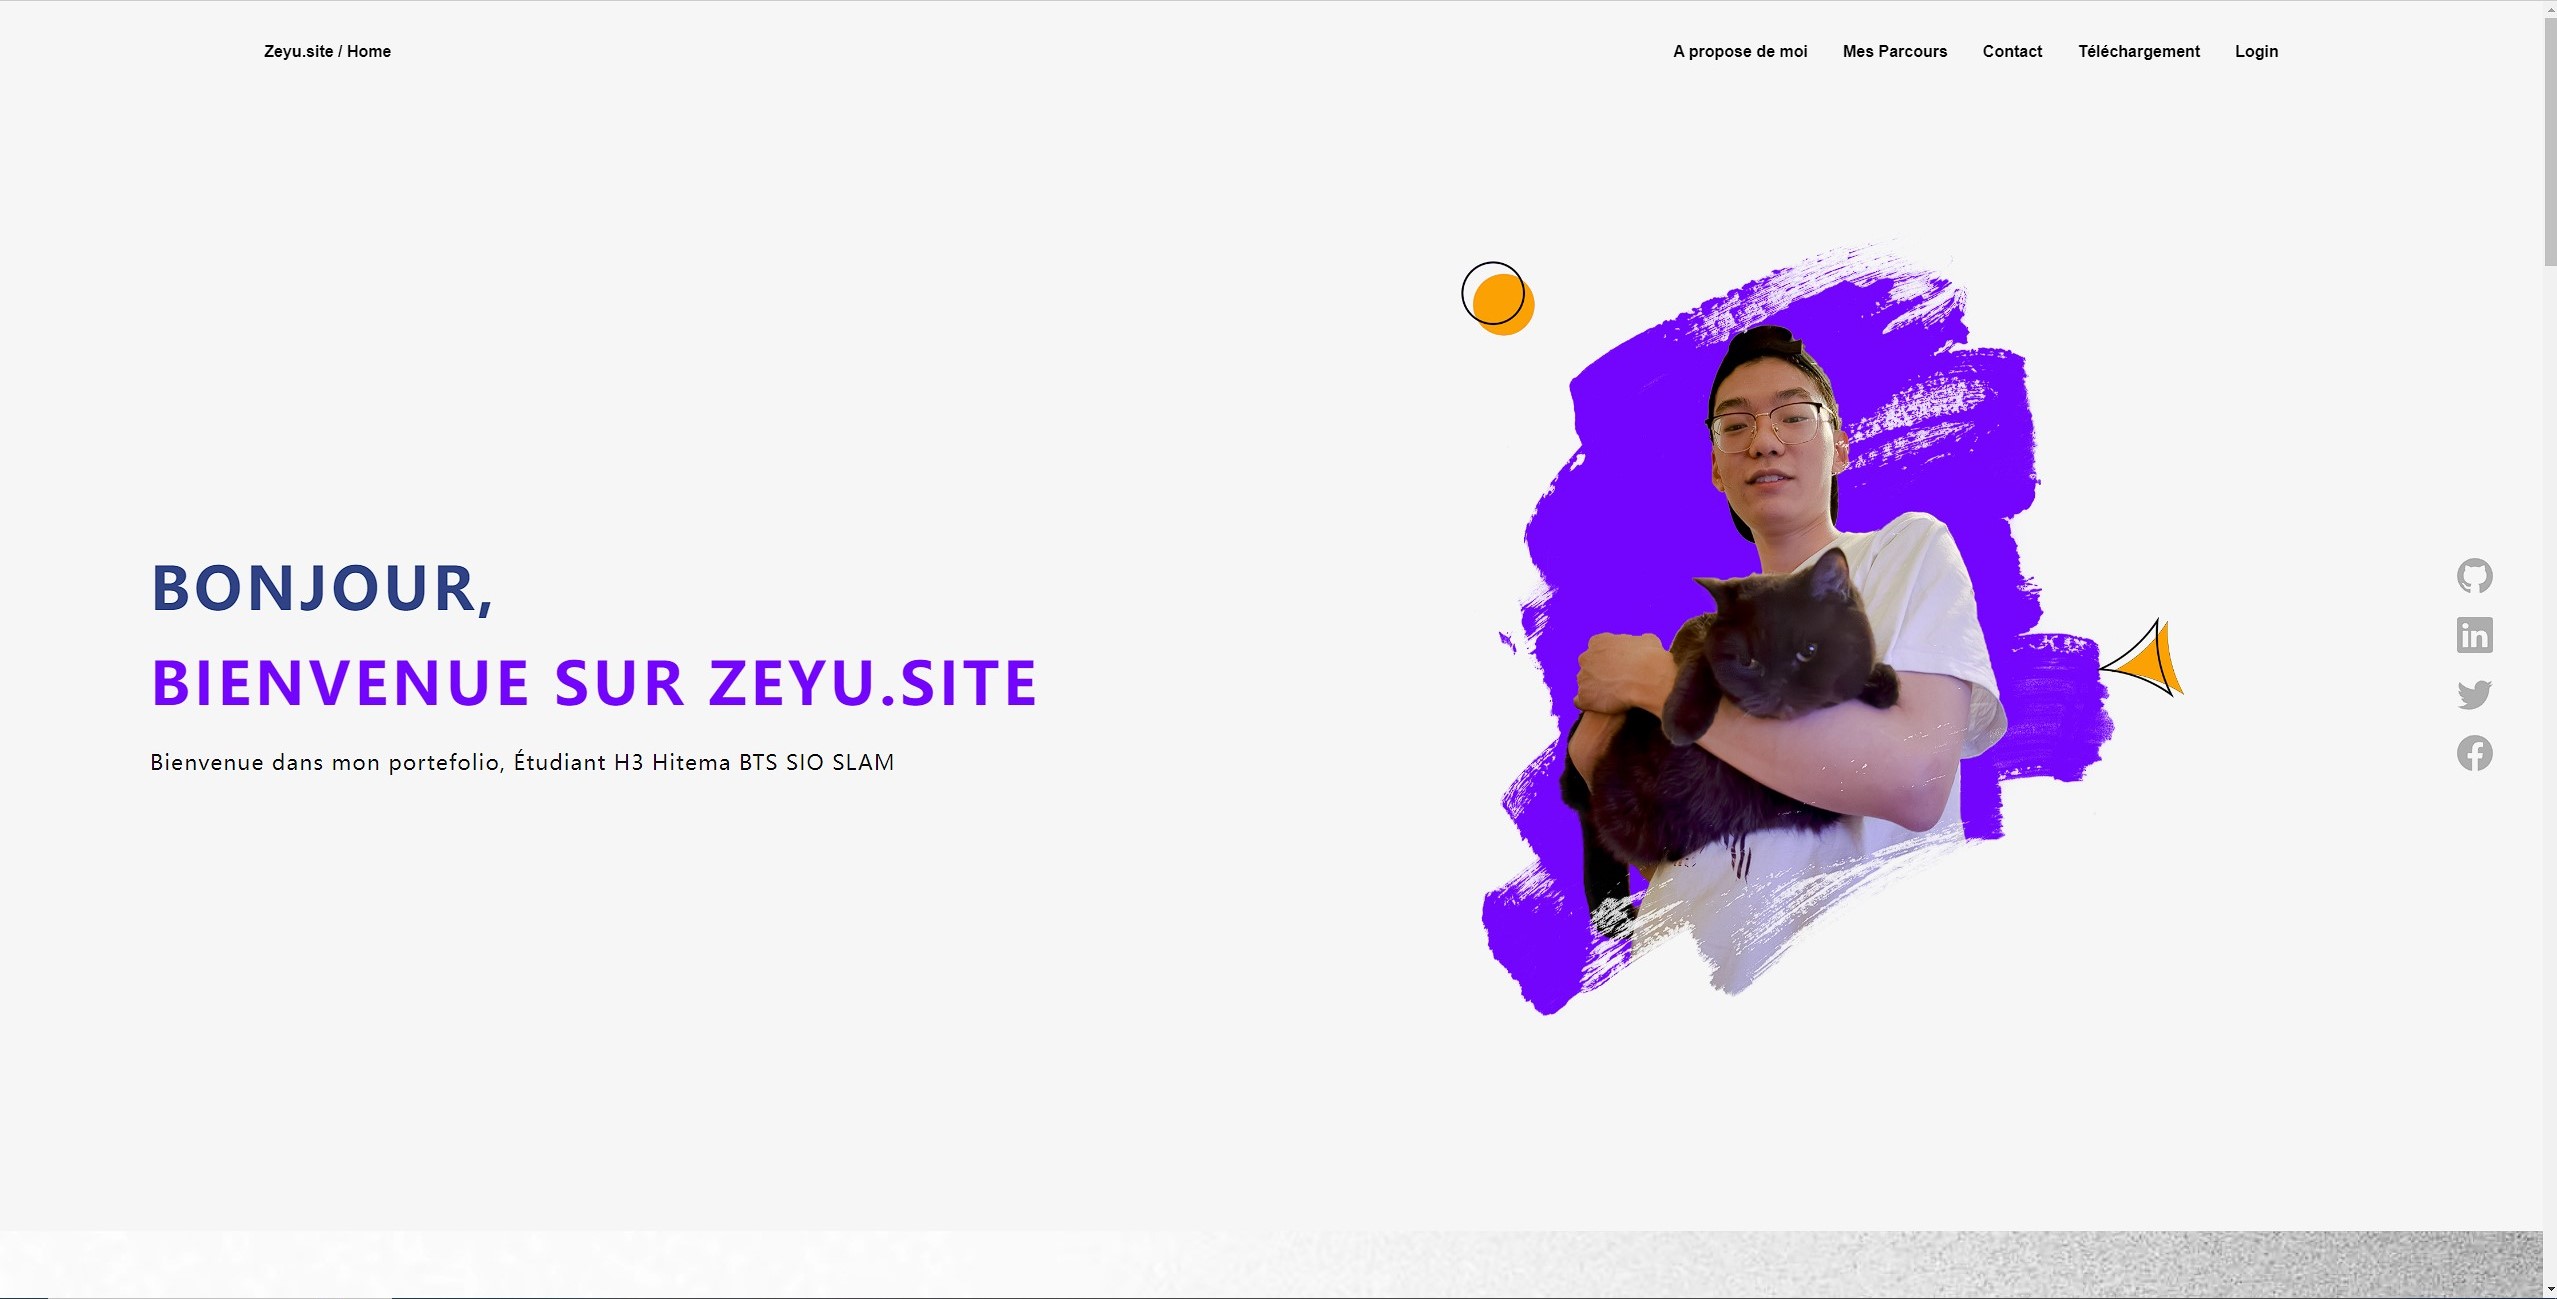 Zeyu.site / Home
A propose de moi
Mes Parcours
Contact
Téléchargement
Login
BONJOUR,
BIENVENUE SUR ZEYU.SITE
Bienvenue dans mon portefolio, Étudiant H3 Hitema BTS SIO SLAM
in